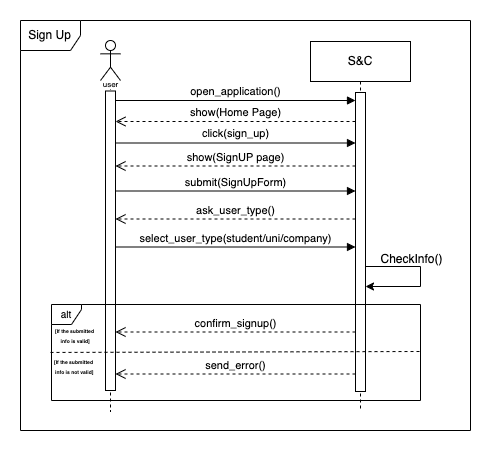 Sign Up
S&C
user
open_application()
show(Home Page)
click(sign_up)
show(SignUP page)
submit(SignUpForm)
ask_user_type()
select_user_type(student/uni/company)
CheckInfo()
alt
[If the submitted
info is valid]
confirm_signup()
[If the submitted
info is not valid]
send_error()